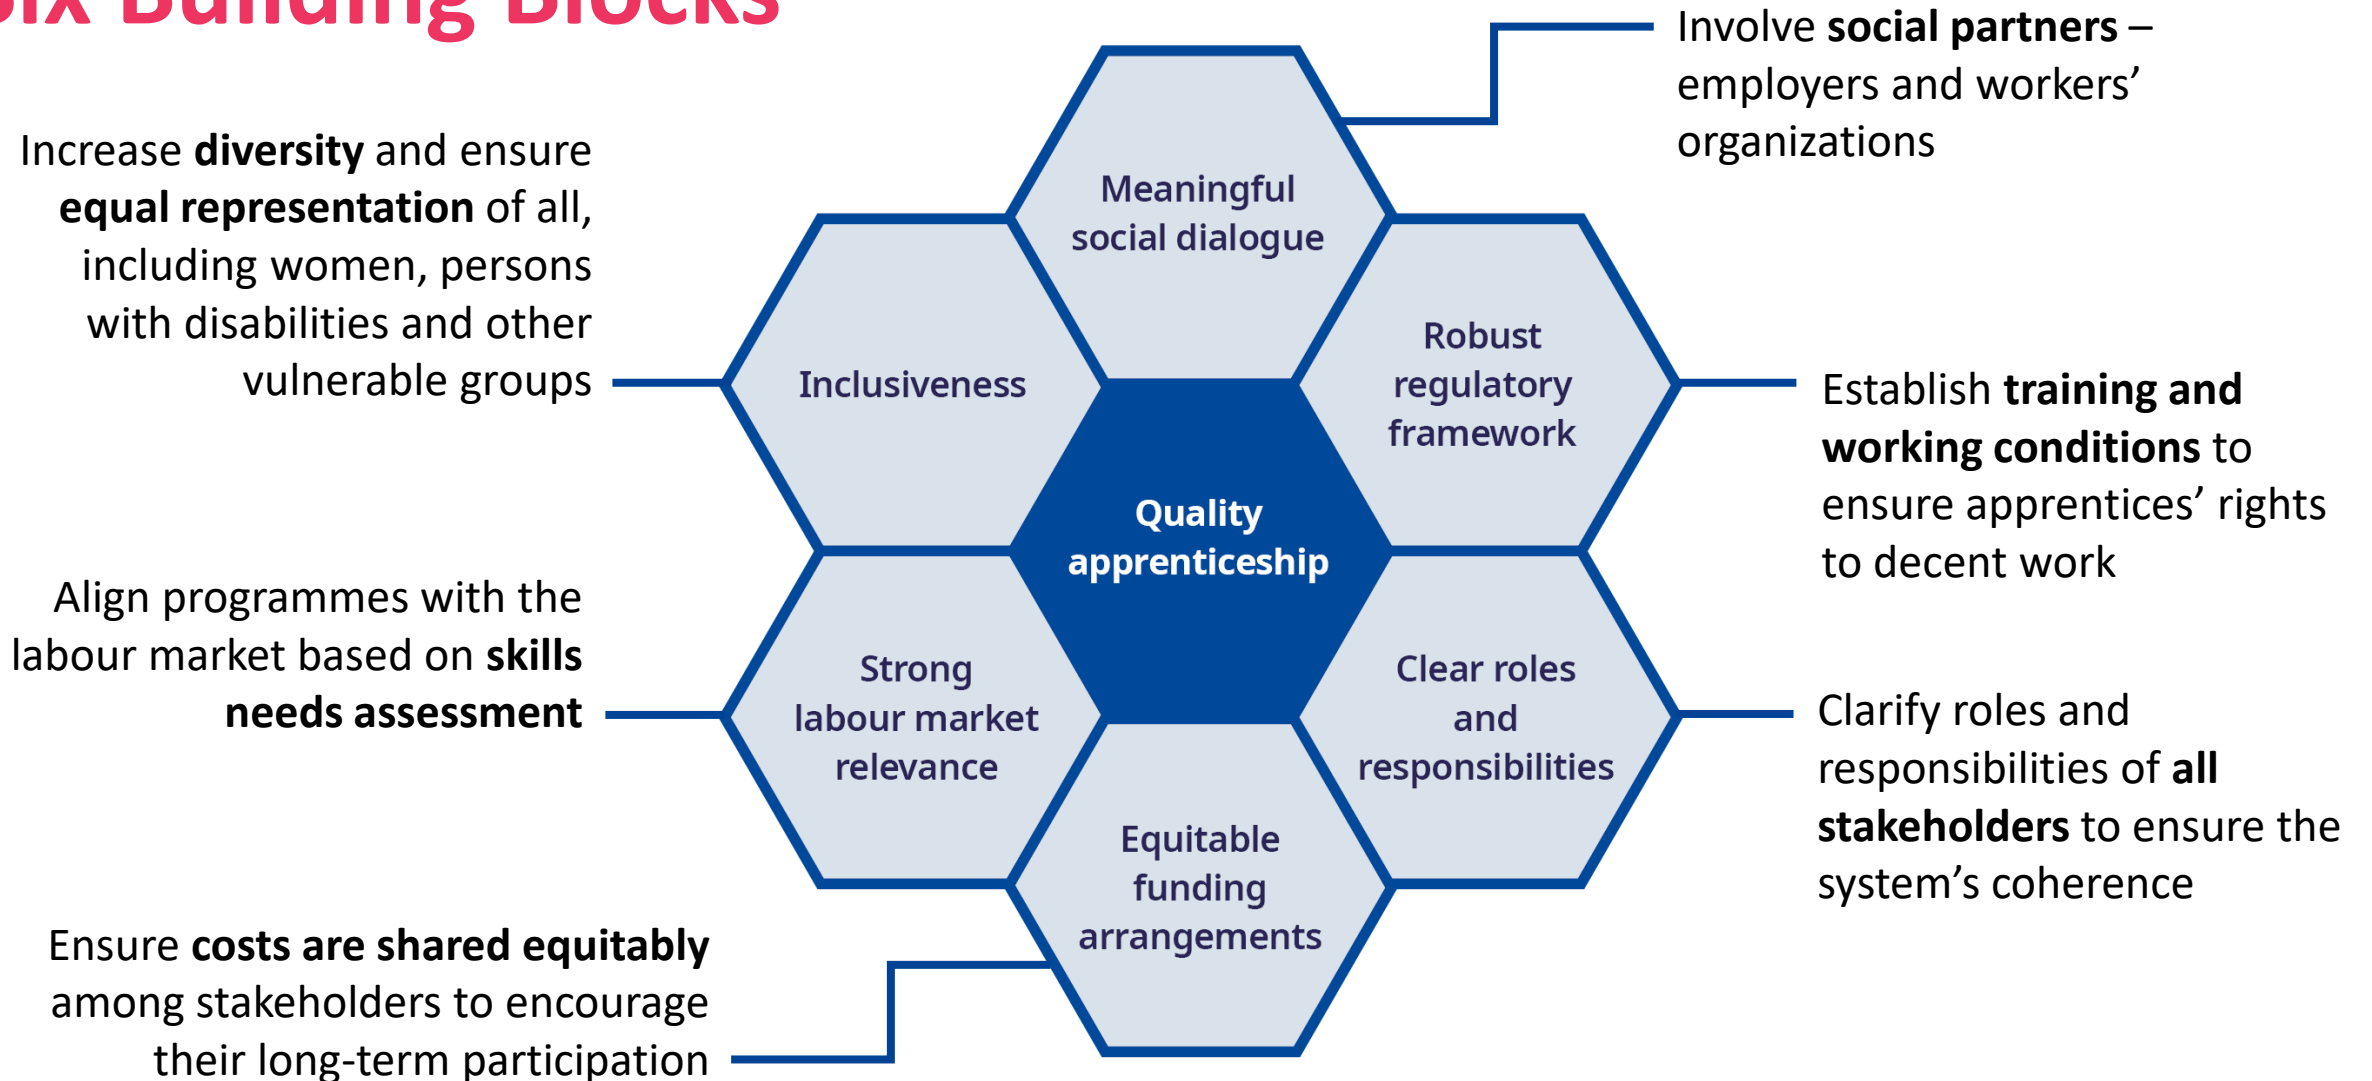 Six Building Blocks
Involve social partners –
employers and workers’
organizations
Increase diversity and ensure
equal representation of all,
including women, persons
with disabilities and other
vulnerable groups
Meaningful
social dialogue
Robust
regulatory
framework
Inclusiveness
Establish training and
working conditions to
ensure apprentices’ rights
to decent work
Quality
apprenticeship
Align programmes with the
labour market based on skills
needs assessment
Strong
labour market
relevance
Clear roles
and
responsibilities
Clarify roles and
responsibilities of all
stakeholders to ensure the
system’s coherence
Equitable
funding
arrangements
Ensure costs are shared equitably
among stakeholders to encourage
their long-term participation